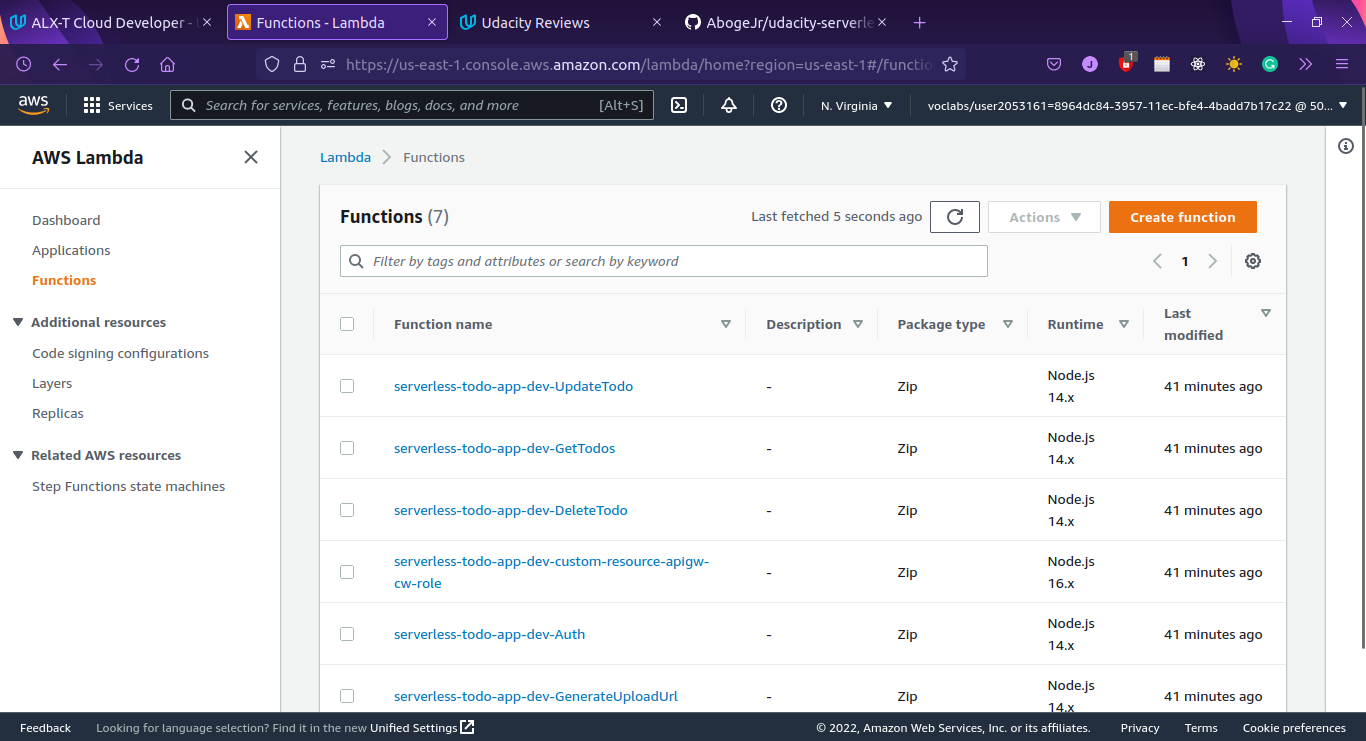 ALX-T Cloud Developer -
Functions - Lambda
Udacity Reviews
AbogeJr/udacity-serverle
https://us-east-1.console.aws.amazon.com/lambda/home?region=us-east-1#/functio
1
aws
Services
Search for services, features, blogs, docs, and more
[Alt+S]
N. Virginia
voclabs/user2053161=8964dc84-3957-11ec-bfe4-4badd7b17c22 @ 50...
AWS Lambda
Dashboard
Applications
Functions
Additional resources
Code signing configurations
Layers
Replicas
Related AWS resources
Step Functions state machines
Lambda
Functions
Functions (7)
Last fetched 5 seconds ago
Actions
Create function
Filter by tags and attributes or search by keyword
1
Function name
Description
Package type
Runtime
Last
modified
serverless-todo-app-dev-UpdateTodo
-
Zip
Node.js
14.x
41 minutes ago
serverless-todo-app-dev-GetTodos
-
Zip
Node.js
14.x
41 minutes ago
serverless-todo-app-dev-DeleteTodo
-
Zip
Node.js
14.x
41 minutes ago
serverless-todo-app-dev-custom-resource-apigw-
cw-role
-
Zip
Node.js
16.x
41 minutes ago
serverless-todo-app-dev-Auth
-
Zip
Node.js
14.x
41 minutes ago
serverless-todo-app-dev-GenerateUploadUrl
-
Zip
Node.js
14.x
41 minutes ago
Feedback
Looking for language selection? Find it in the new Unified Settings
© 2022, Amazon Web Services, Inc. or its affiliates.
Privacy
Terms
Cookie preferences